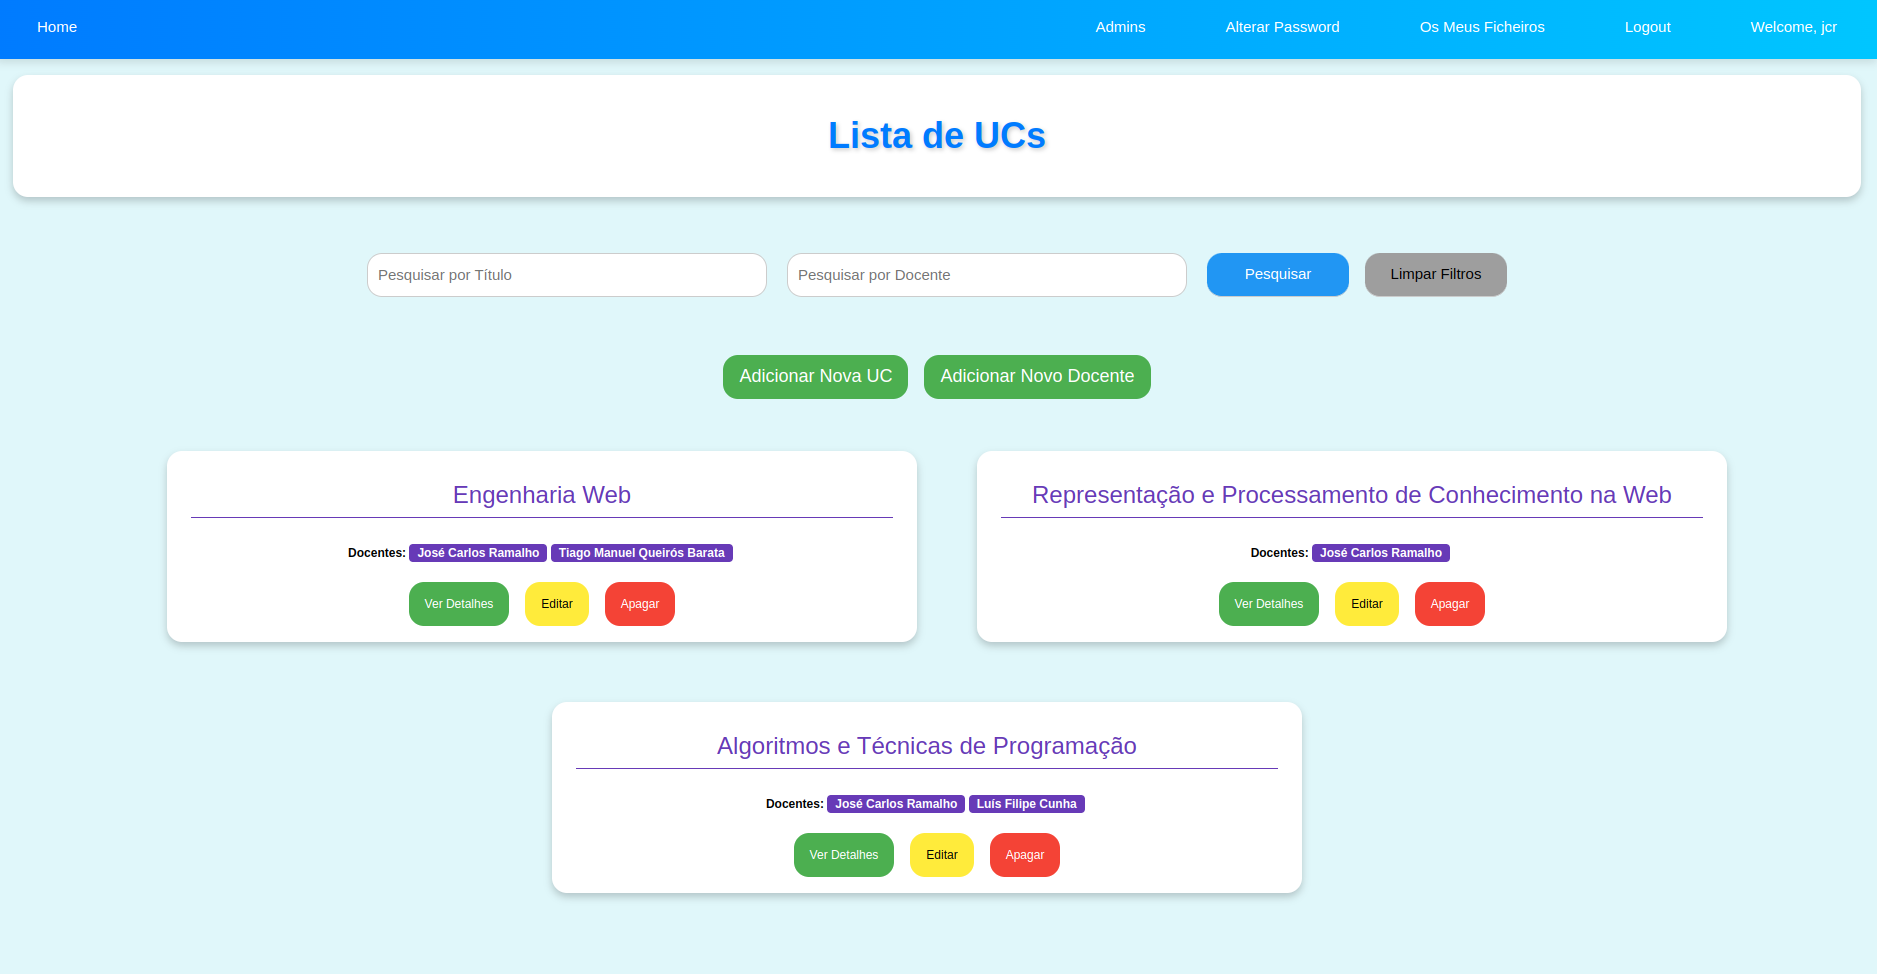 Home Admins Alterar Password Os Meus Ficheiros Logout Welcome, jcr
Lista de UCs
Pesquisar por Título Pesquisar por Docente Pesquisar Limpar Filtros
Adicionar Nova UC Adicionar Novo Docente
Engenharia Web
Docentes: José Carlos Ramalho Tiago Manuel Queirós Barata
Ver Detalhes Editar Apagar
Representação e Processamento de Conhecimento na Web
Docentes: José Carlos Ramalho
Ver Detalhes Editar Apagar
Algoritmos e Técnicas de Programação
Docentes: José Carlos Ramalho Luís Filipe Cunha
Ver Detalhes Editar Apagar